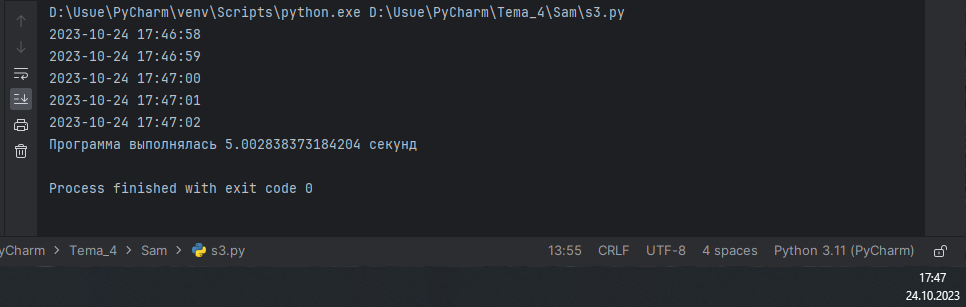 D:\Usue\PyCharm\venv\Scripts\python.exe D:\Usue\PyCharm\Tema_4\Sam\s3.py
2023-10-24 17:46:58
2023-10-24 17:46:59
2023-10-24 17:47:00
2023-10-24 17:47:01
2023-10-24 17:47:02
Программа выполнялась 5.002838373184204 секунд
Process finished with exit code 0
yCharm > Tema_4 > Sam > s3.py 13:55 CRLF UTF-8 4 spaces Python 3.11 (PyCharm)
17:47
24.10.2023